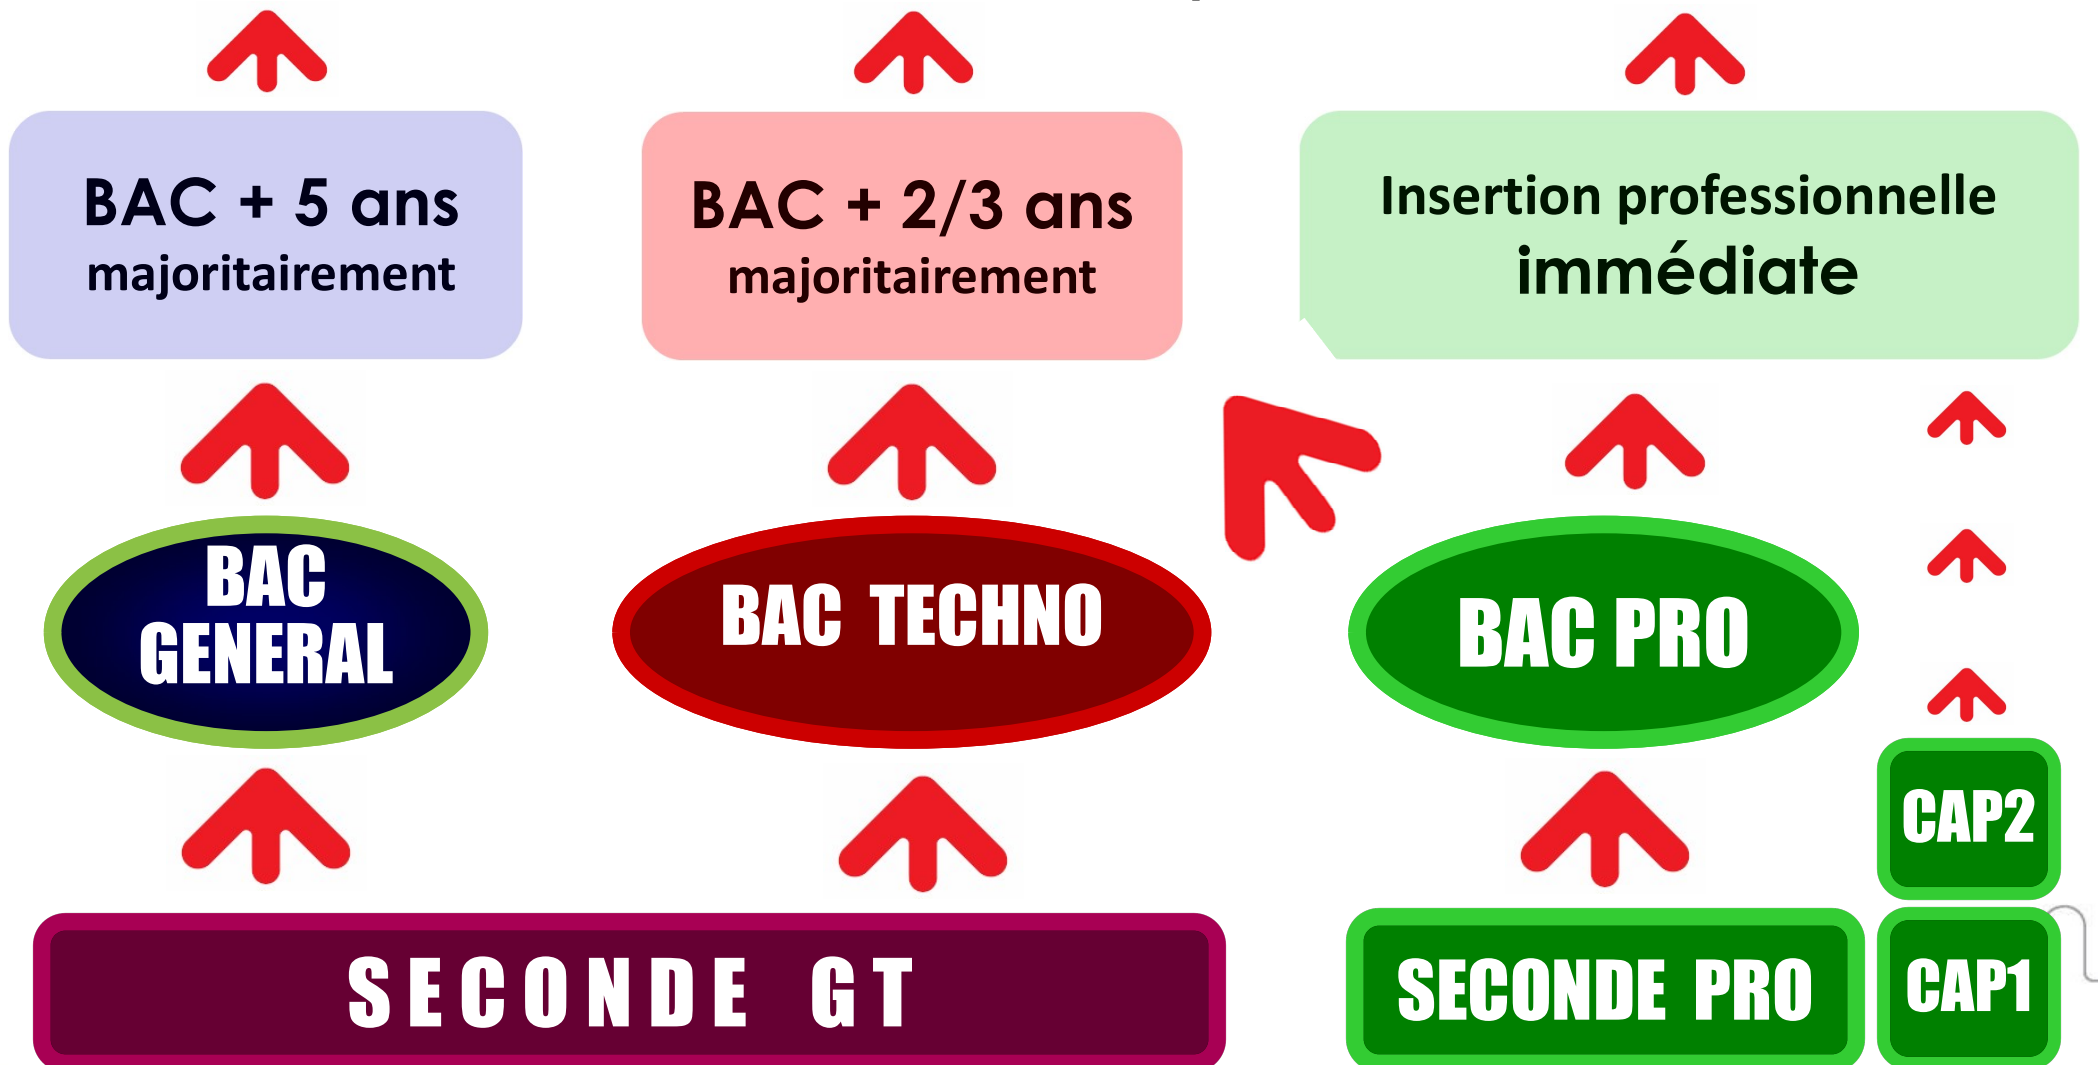 BAC + 5 ans
majoritairement
BAC + 2/3 ans
majoritairement
Insertion professionnelle
immédiate
BAC
GENERAL
BAC TECHNO
BAC PRO
CAP2
SECONDE GT
SECONDE PRO
CAP1